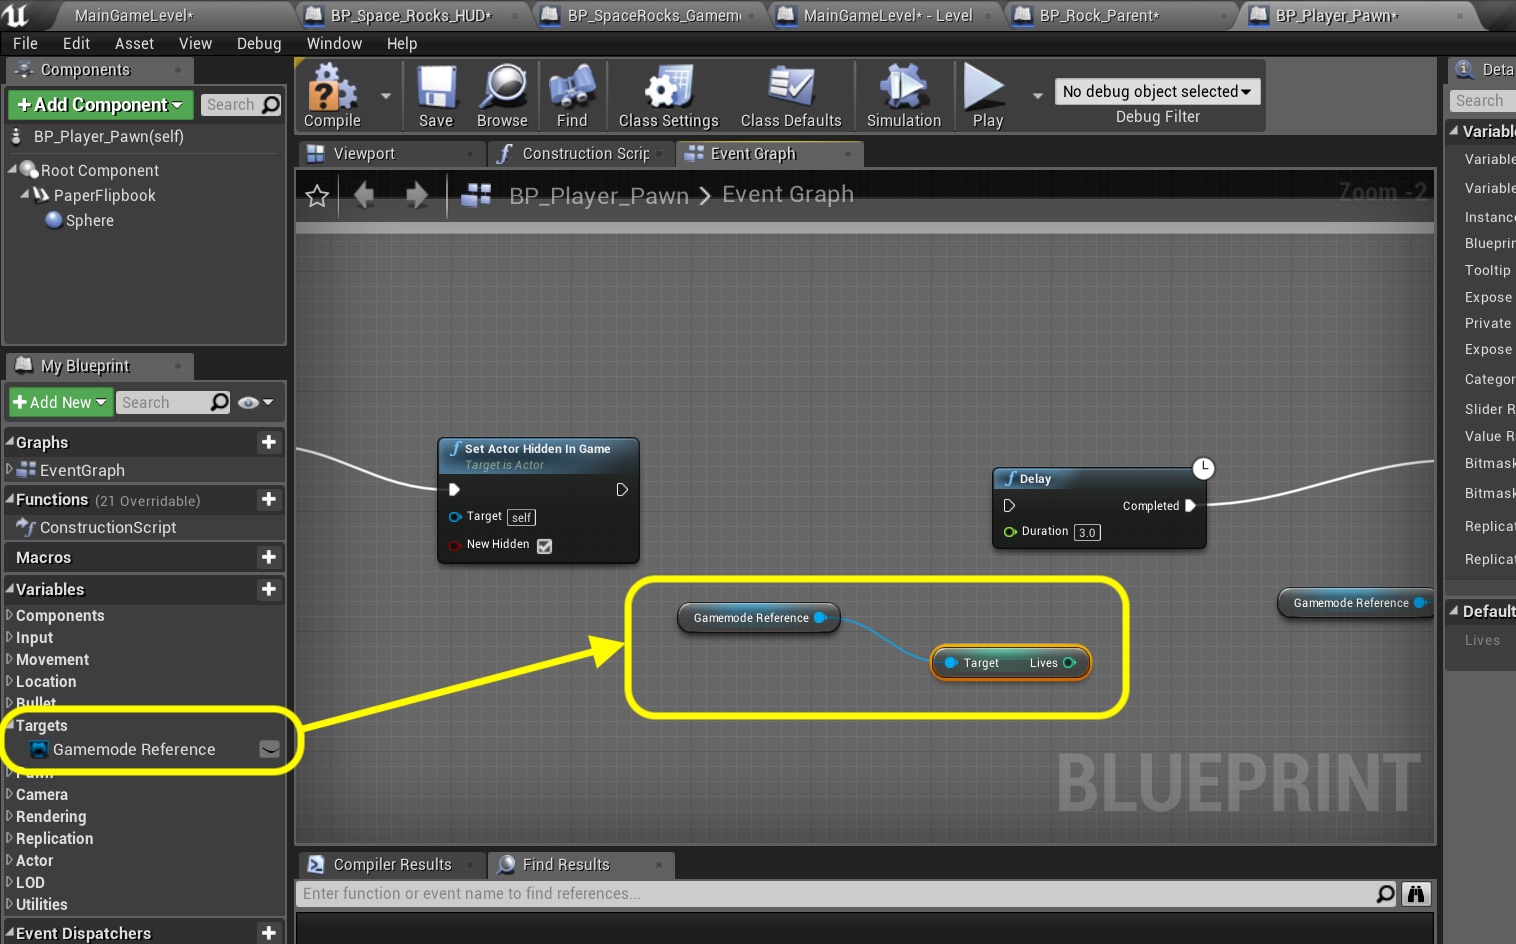 MainGameLevel*
BP_Space_Rocks_HUD*
BP_SpaceRocks_Gamem
MainGameLevel* - Level
BP_Rock_Parent*
BP_Player_Pawn*
File Edit Asset View Debug Window Help
Components
+Add Component
Search
BP_Player_Pawn(self)
Root Component
PaperFlipbook
Sphere
Compile
Save
Browse
Find
Class Settings
Class Defaults
Simulation
Play
No debug object selected
Debug Filter
Viewport
Construction Scrip
Event Graph
BP_Player_Pawn > Event Graph
Zoom -2
My Blueprint
+Add New
Search
Graphs
EventGraph
Functions (21 Overridable)
ConstructionScript
Macros
Variables
Components
Input
Movement
Location
Bullet
Targets
Gamemode Reference
Pawn
Camera
Rendering
Replication
Actor
LOD
Utilities
Event Dispatchers
Set Actor Hidden In Game
Target is Actor
Target self
New Hidden
Delay
Completed
Duration 3.0
Gamemode Reference
Target Lives
Gamemode Reference
BLUEPRINT
Compiler Results
Find Results
Enter function or event name to find references...
Deta
Search
Variabl
Variable
Variable
Instanc
Blueprin
Tooltip
Expose
Private
Expose
Categor
Slider R
Value R
Bitmask
Bitmask
Replicat
Replicat
Default
Lives